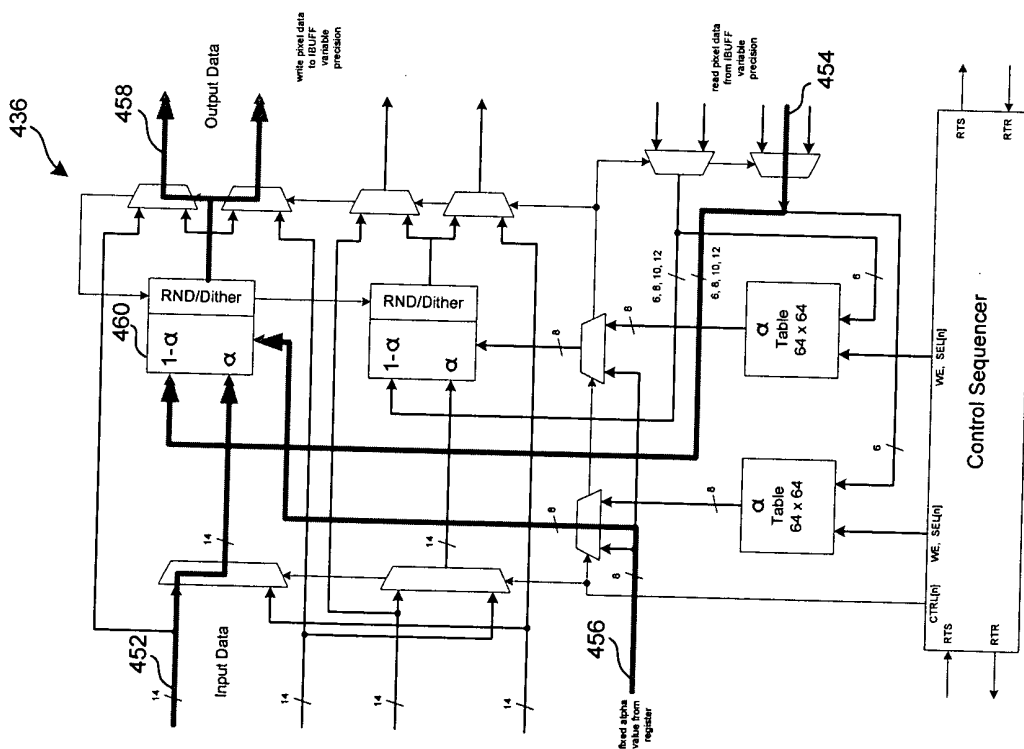 436
458
Output Data
write pixel data
to IBUFF
variable
precision
460
1-α
α
RND/Dither
1-α
α
RND/Dither
452
14
Input Data
14
14
14
14
14
8
8
8
8
8
456
fixed alpha
value from
register
read pixel data
from IBUFF
variable
precision
454
6, 8, 10, 12
6, 8, 10, 12
6
6
α
Table
64 x 64
α
Table
64 x 64
WE, SEL[n]
WE, SEL[n]
CTRL[n]
RTS
RTR
Control Sequencer
RTS
RTR